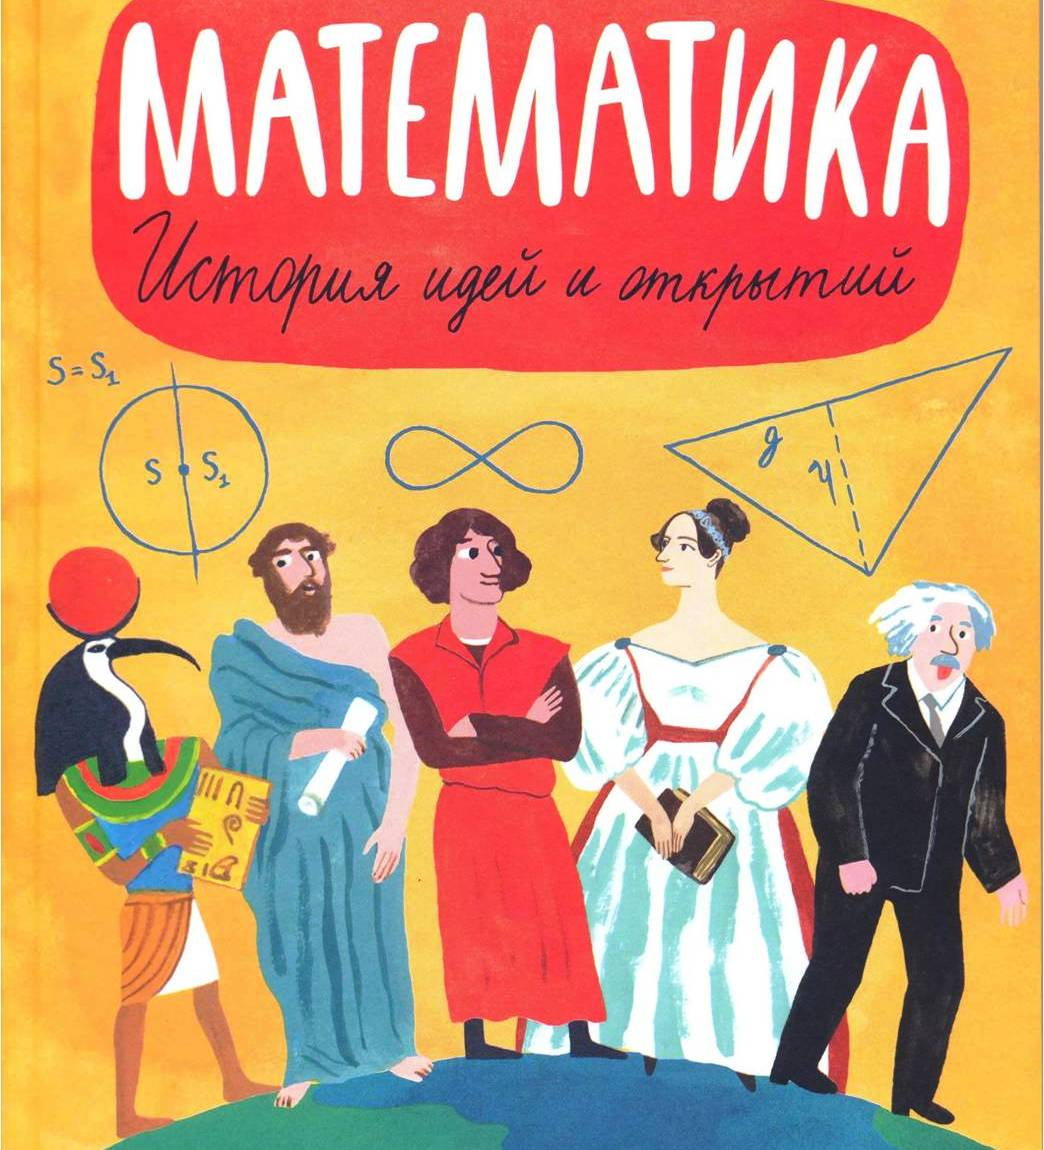 МАТЕМАТИКА
История идей и открытий
S = S₁
S S₁
g
ч